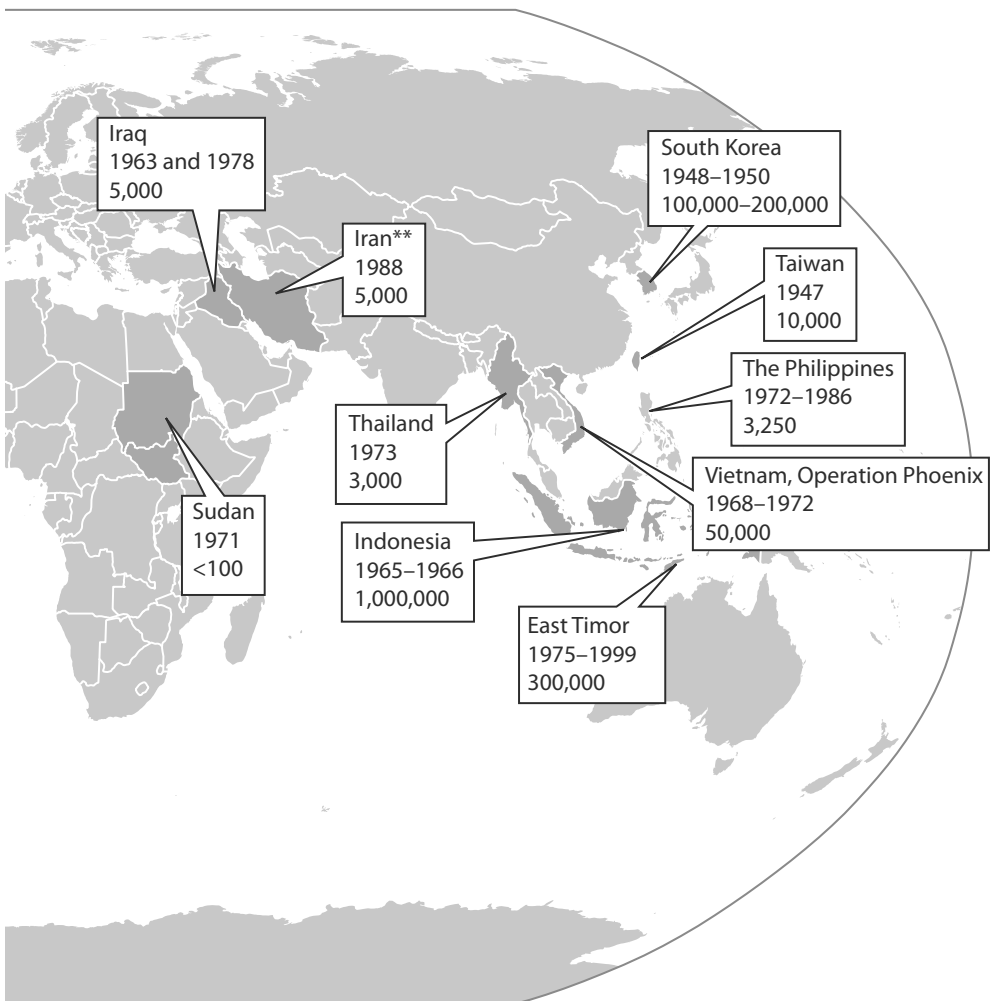 Iraq
1963 and 1978
5,000
South Korea
1948–1950
100,000–200,000
Iran**
1988
5,000
Taiwan
1947
10,000
The Philippines
1972–1986
3,250
Thailand
1973
3,000
Vietnam, Operation Phoenix
1968–1972
50,000
Sudan
1971
<100
Indonesia
1965–1966
1,000,000
East Timor
1975–1999
300,000